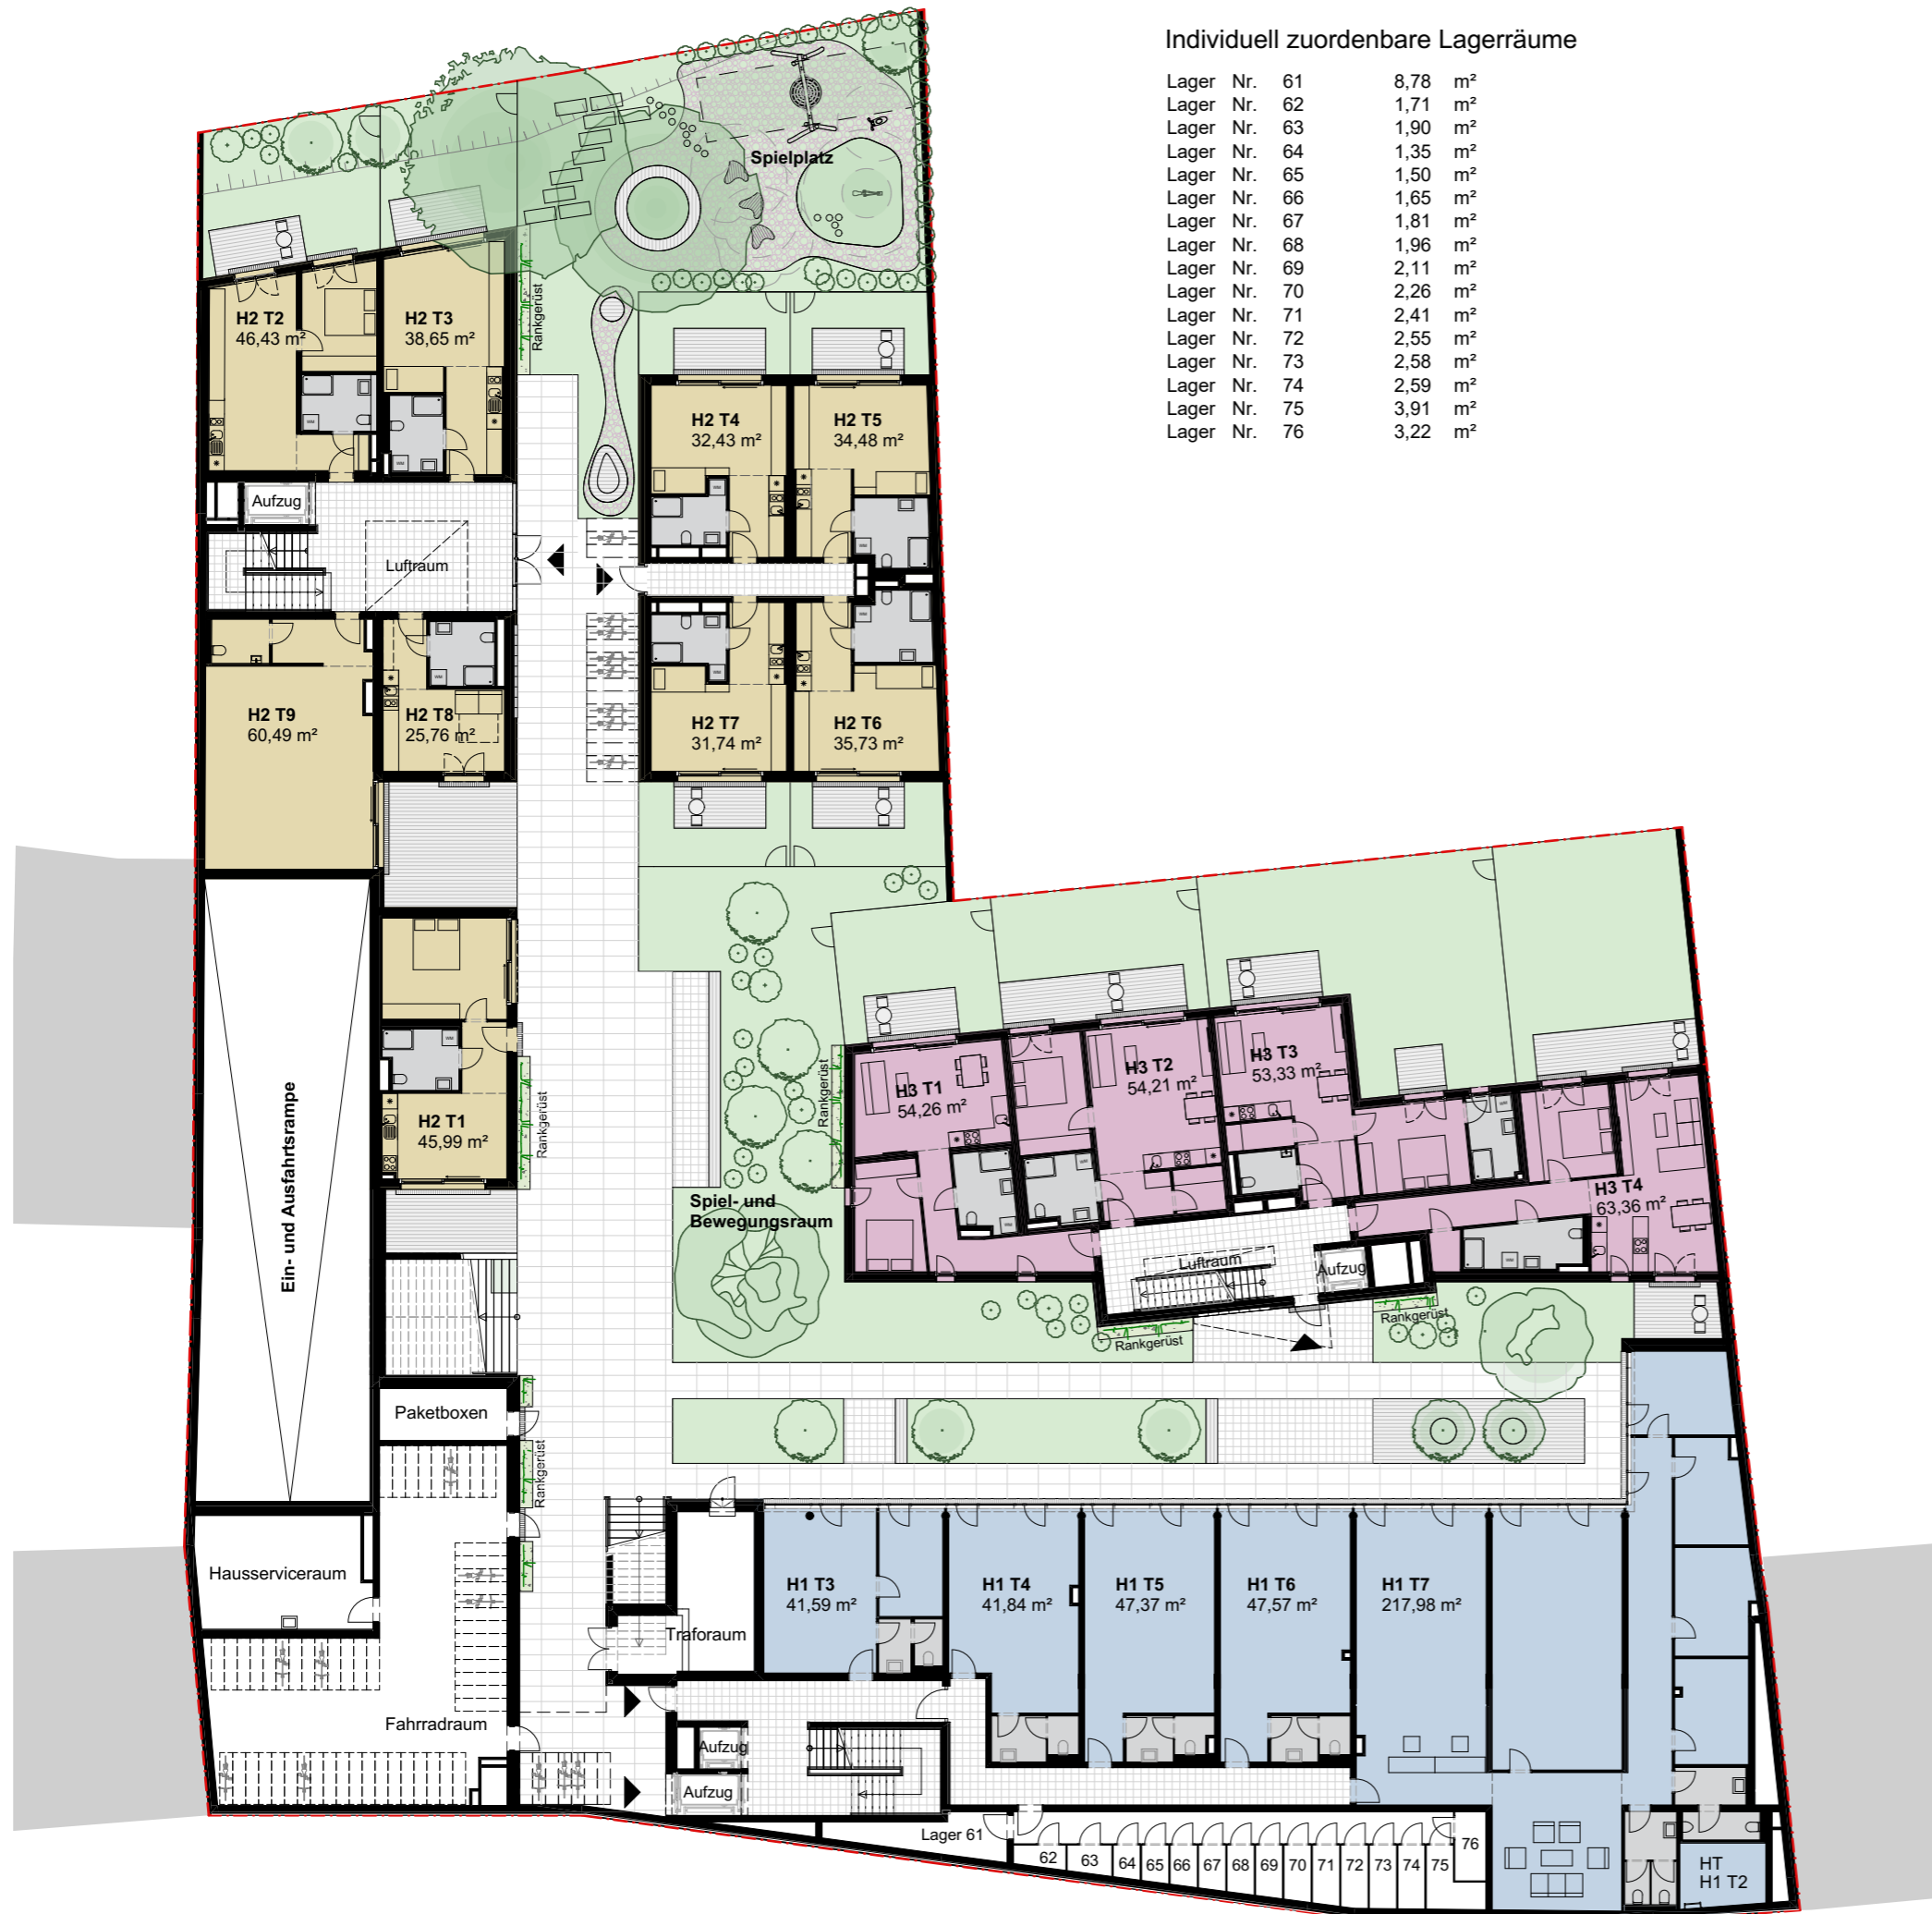 Individuell zuordenbare Lagerräume
Lager Nr. 61 8,78 m²
Lager Nr. 62 1,71 m²
Lager Nr. 63 1,90 m²
Lager Nr. 64 1,35 m²
Lager Nr. 65 1,50 m²
Lager Nr. 66 1,65 m²
Lager Nr. 67 1,81 m²
Lager Nr. 68 1,96 m²
Lager Nr. 69 2,11 m²
Lager Nr. 70 2,26 m²
Lager Nr. 71 2,41 m²
Lager Nr. 72 2,55 m²
Lager Nr. 73 2,58 m²
Lager Nr. 74 2,59 m²
Lager Nr. 75 3,91 m²
Lager Nr. 76 3,22 m²
Spielplatz
Rankgerüst
H2 T2
46,43 m²
H2 T3
38,65 m²
H2 T4
32,43 m²
H2 T5
34,48 m²
Aufzug
Luftraum
H2 T9
60,49 m²
H2 T8
25,76 m²
H2 T7
31,74 m²
H2 T6
35,73 m²
Ein- und Ausfahrtsrampe
H2 T1
45,99 m²
Rankgerüst
Rankgerüst
H3 T1
54,26 m²
H3 T2
54,21 m²
H3 T3
53,33 m²
H3 T4
63,36 m²
Spiel- und
Bewegungsraum
Luftraum
Aufzug
Rankgerüst
Rankgerüst
Paketboxen
Rankgerüst
Hausserviceraum
Fahrradraum
Traforaum
H1 T3
41,59 m²
H1 T4
41,84 m²
H1 T5
47,37 m²
H1 T6
47,57 m²
H1 T7
217,98 m²
Aufzug
Aufzug
Lager 61
62 63 64 65 66 67 68 69 70 71 72 73 74 75 76
HT
H1 T2